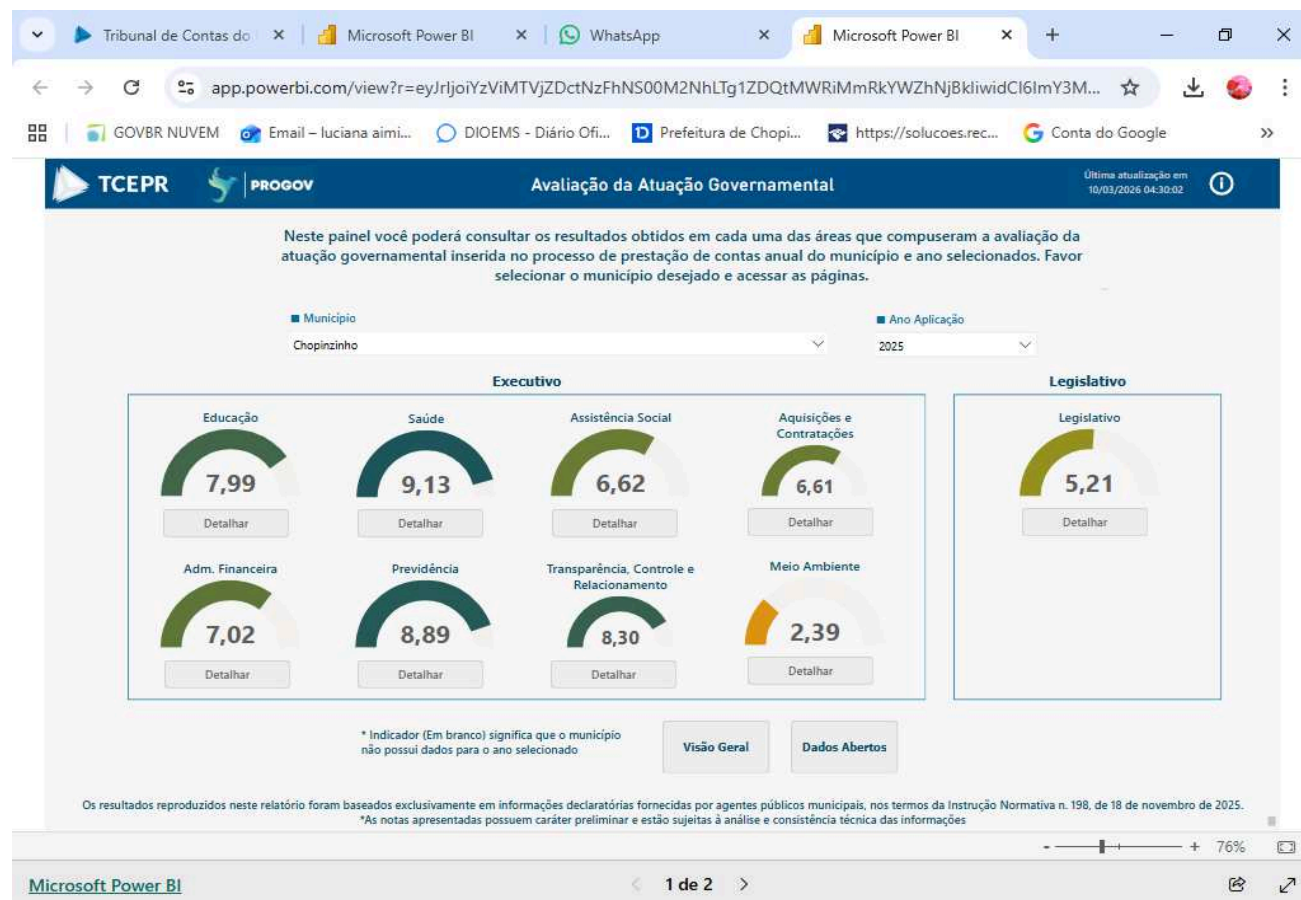 Tribunal de Contas do
Microsoft Power BI
WhatsApp
Microsoft Power BI
app.powerbi.com/view?r=eyJrIjoiYzViMTVjZDctNzFhNS00M2NhLTg1ZDQtMWRiMmRkYWZhNjBkIiwidCI6ImY3M...
GOVBR NUVEM
Email – luciana aimi...
DIOEMS - Diário Ofi...
Prefeitura de Chopi...
https://solucoes.rec...
Conta do Google
TCEPR
PROGOV
Avaliação da Atuação Governamental
Última atualização em
10/03/2026 04:30:02
Neste painel você poderá consultar os resultados obtidos em cada uma das áreas que compuseram a avaliação da
atuação governamental inserida no processo de prestação de contas anual do município e ano selecionados. Favor
selecionar o município desejado e acessar as páginas.
Município
Chopinzinho
Ano Aplicação
2025
Executivo
Legislativo
Educação
7,99
Detalhar
Saúde
9,13
Detalhar
Assistência Social
6,62
Detalhar
Aquisições e
Contratações
6,61
Detalhar
Legislativo
5,21
Detalhar
Adm. Financeira
7,02
Detalhar
Previdência
8,89
Detalhar
Transparência, Controle e
Relacionamento
8,30
Detalhar
Meio Ambiente
2,39
Detalhar
* Indicador (Em branco) significa que o município
não possui dados para o ano selecionado
Visão Geral
Dados Abertos
Os resultados reproduzidos neste relatório foram baseados exclusivamente em informações declaratórias fornecidas por agentes públicos municipais, nos termos da Instrução Normativa n. 198, de 18 de novembro de 2025.
*As notas apresentadas possuem caráter preliminar e estão sujeitas à análise e consistência técnica das informações
- + 76%
Microsoft Power BI
1 de 2